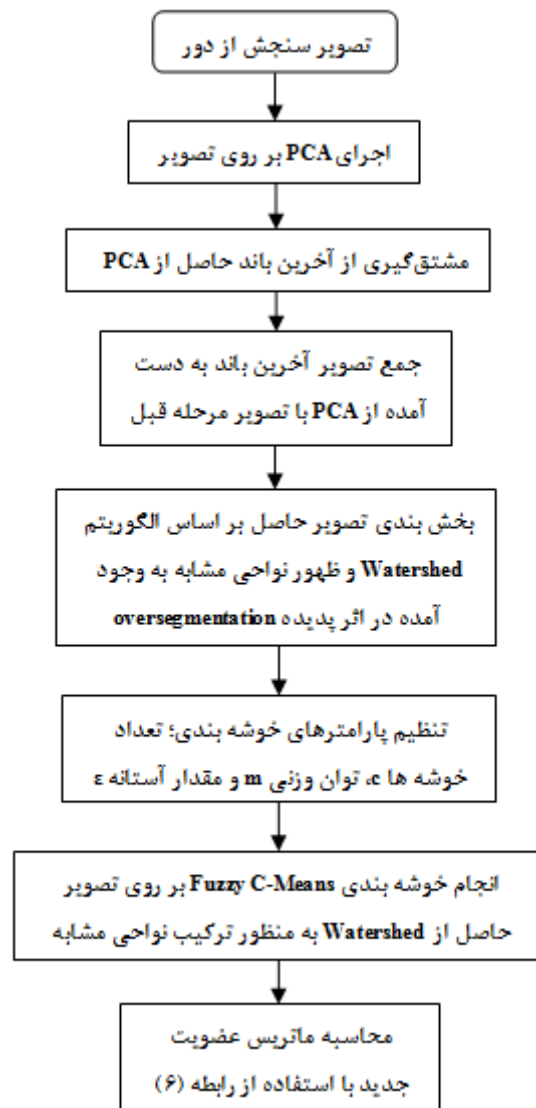 تصویر سنجش از دور
اجرای PCA بر روی تصویر
مشتق‌گیری از آخرین باند حاصل از PCA
جمع تصویر آخرین باند به دست
آمده از PCA با تصویر مرحله قبل
بخش بندی تصویر حاصل بر اساس الگوریتم
Watershed و ظهور نواحی مشابه به وجود
آمده در اثر پدیده oversegmentation
تنظیم پارامترهای خوشه بندی؛ تعداد
خوشه ها c، توان وزنی m و مقدار آستانه ε
انجام خوشه بندی Fuzzy C-Means بر روی تصویر
حاصل از Watershed به منظور ترکیب نواحی مشابه
محاسبه ماتریس عضویت
جدید با استفاده از رابطه (۶)